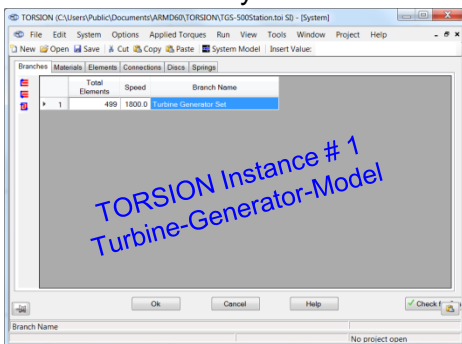 TORSION (C:\Users\Public\Documents\ARMD60\TORSION\TGS-500Station.toi SI) - [System]
File Edit System Options Applied Torques Run View Tools Window Project Help
New Open Save Cut Copy Paste System Model Insert Value:
Branches Materials Elements Connections Discs Springs
Total Elements Speed Branch Name
1 499 1800.0 Turbine Generator Set
TORSION Instance # 1
Turbine-Generator-Model
Ok Cancel Help Check f
Branch Name
No project open